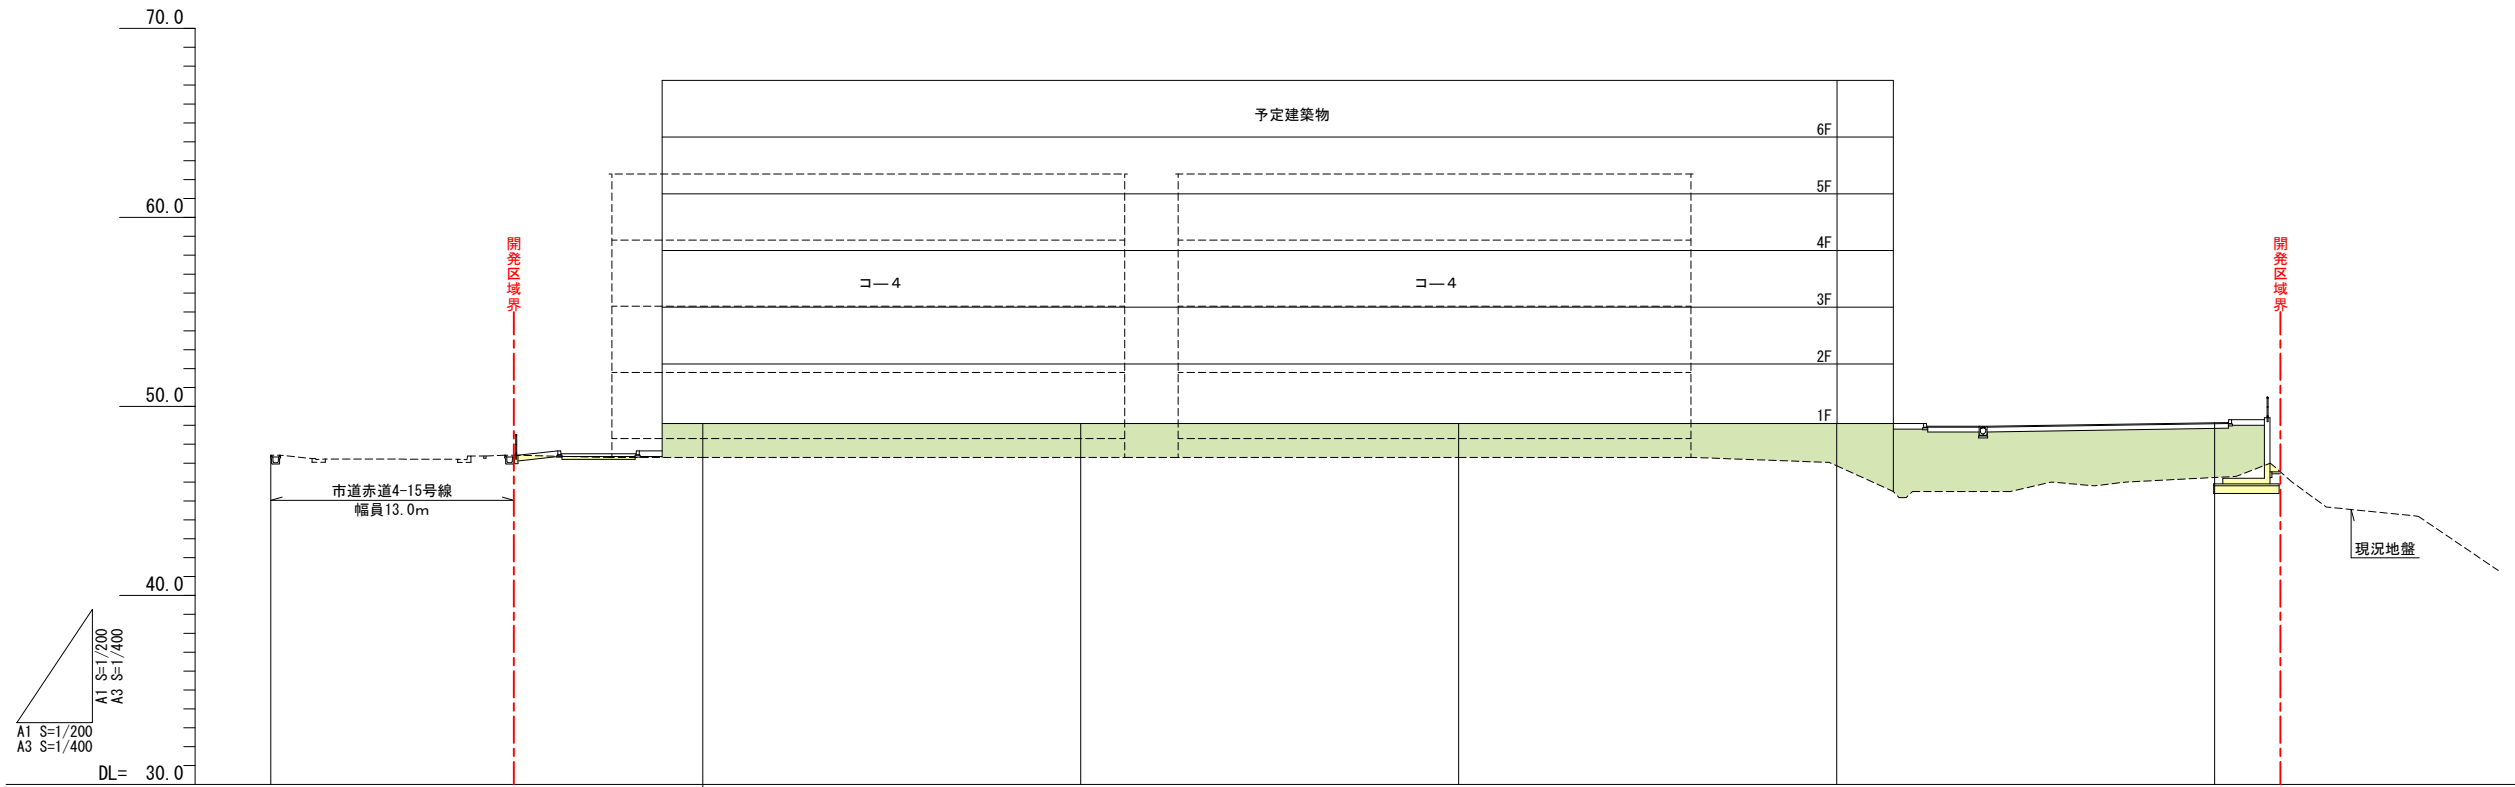 70.0
予定建築物
6F
5F
60.0
開発区域界
開発区域界
4F
コ―4
コ―4
3F
2F
50.0
1F
市道赤道4-15号線
幅員13.0m
現況地盤
40.0
A1 S=1/200
A3 S=1/400
A1 S=1/200
A3 S=1/400
DL= 30.0